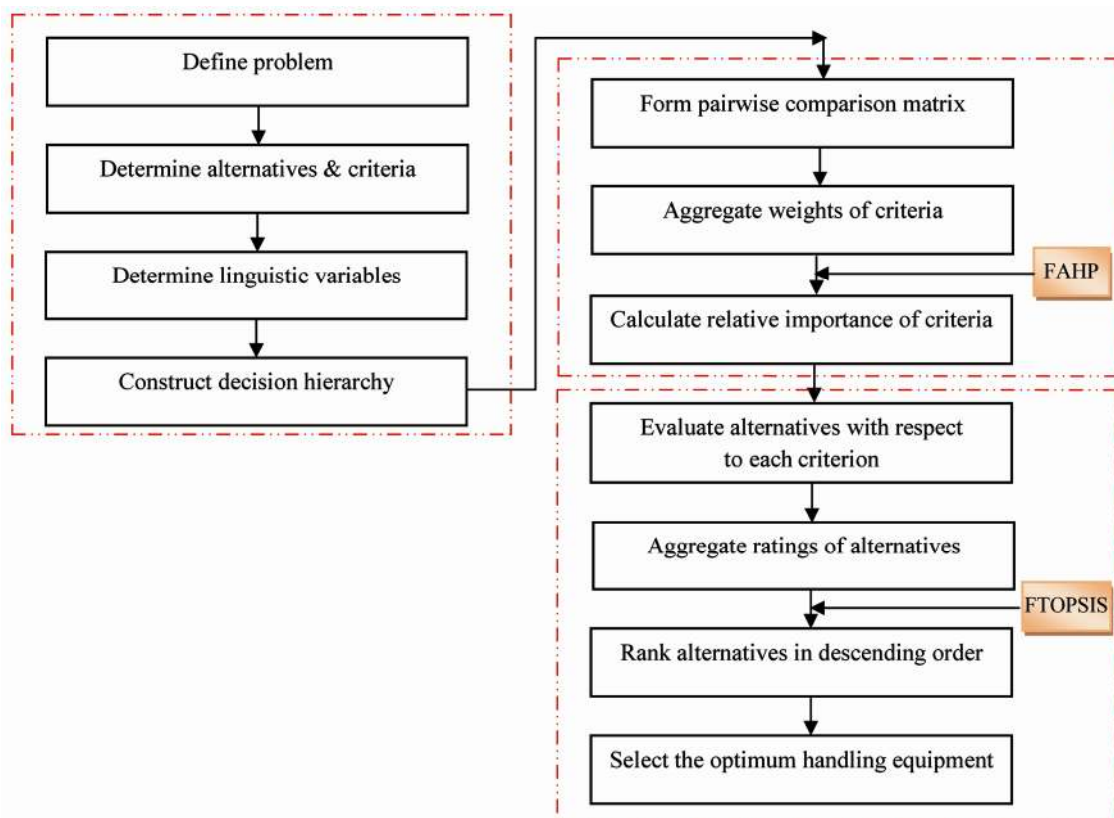 Define problem
Determine alternatives & criteria
Determine linguistic variables
Construct decision hierarchy
Form pairwise comparison matrix
Aggregate weights of criteria
FAHP
Calculate relative importance of criteria
Evaluate alternatives with respect
to each criterion
Aggregate ratings of alternatives
FTOPSIS
Rank alternatives in descending order
Select the optimum handling equipment